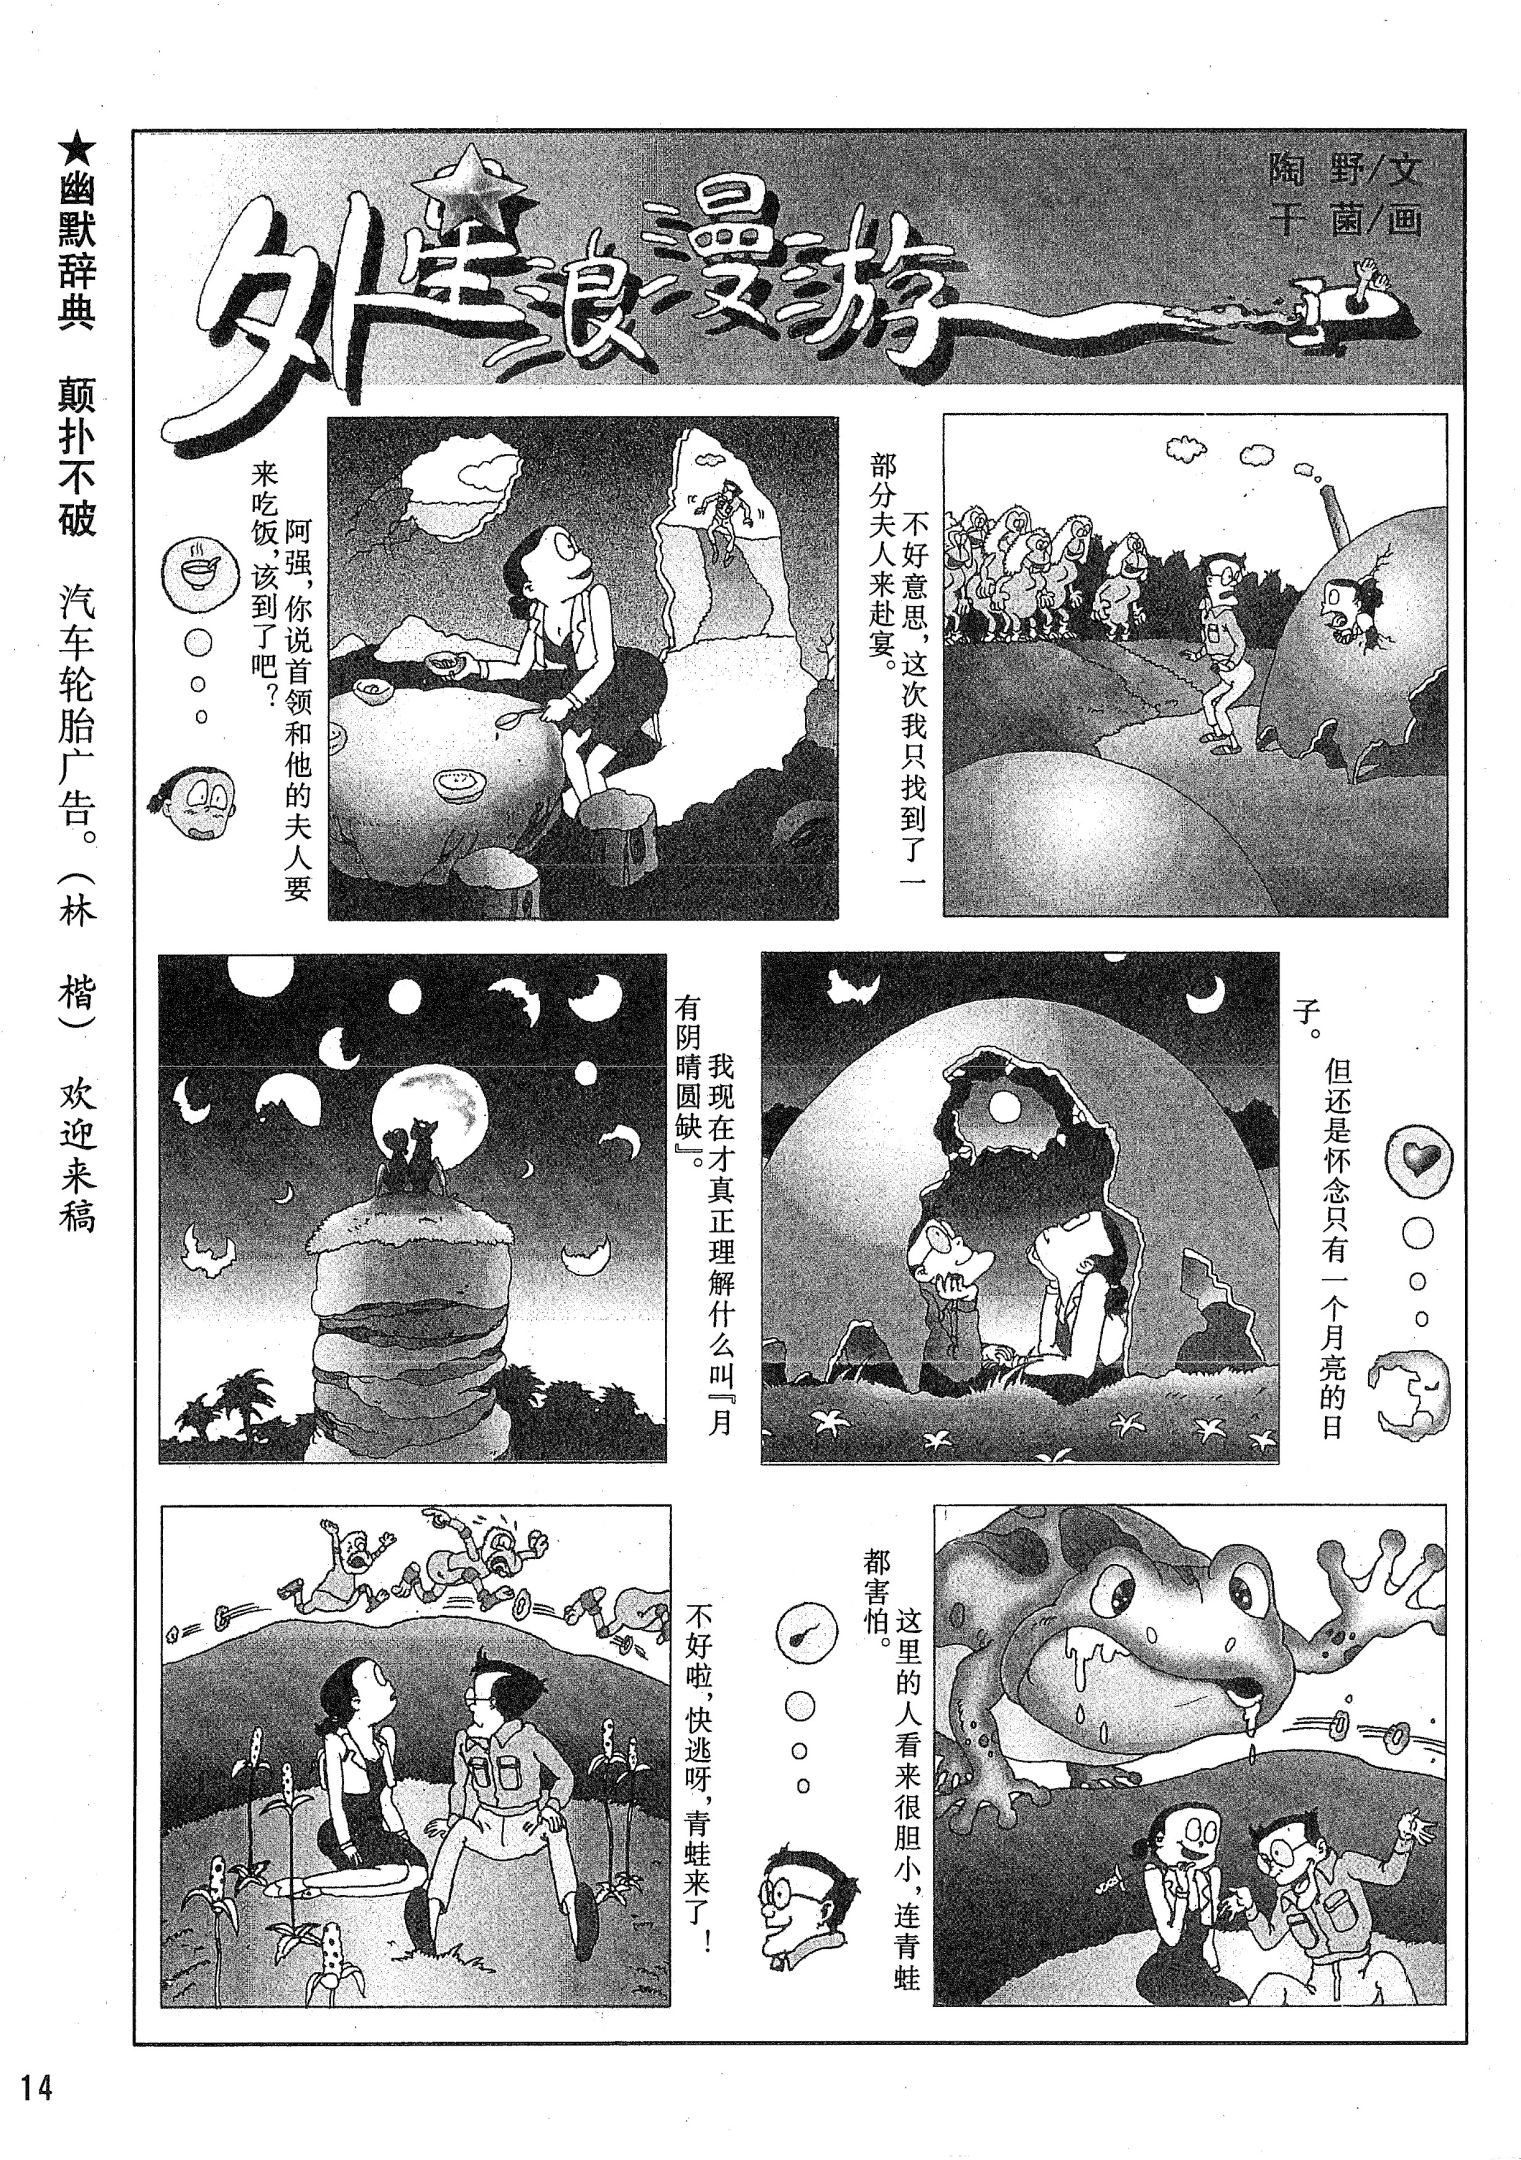 ★幽默辞典 颠扑不破 汽车轮胎广告。（林 楷） 欢迎来稿
外星浪漫游
陶 野/文
干 菌/画
阿强，你说首领和他的夫人要
来吃饭，该到了吧？
不好意思，这次我只找到了一
部分夫人来赴宴。
我现在才真正理解什么叫『月
有阴晴圆缺』。
但还是怀念只有一个月亮的日
子。
不好啦，快逃呀，青蛙来了！
这里的人看来很胆小，连青蛙
都害怕。
14